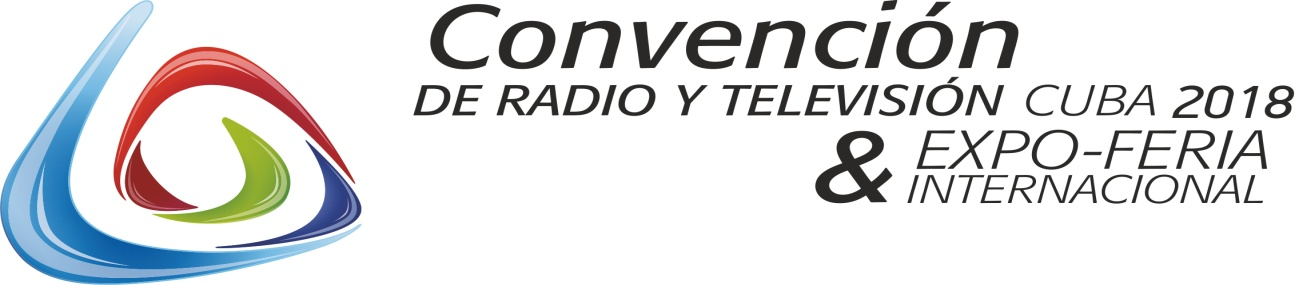 Convención
DE RADIO Y TELEVISIÓN CUBA 2018
& EXPO-FERIA
INTERNACIONAL